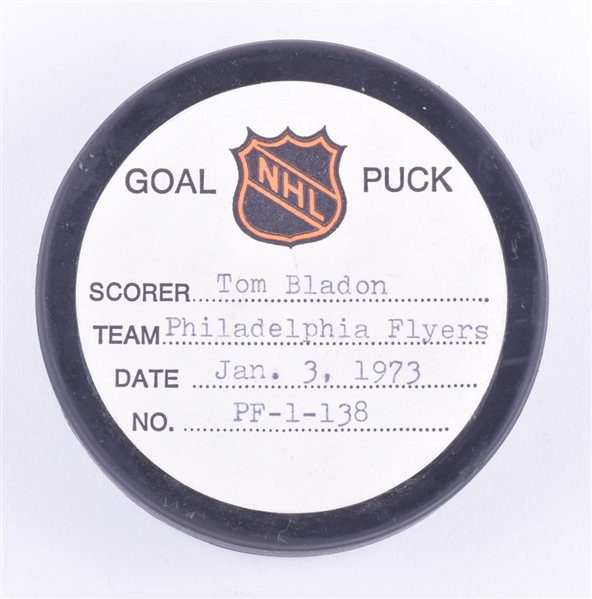 GOAL NHL PUCK
SCORER Tom Bladon
TEAM Philadelphia Flyers
DATE Jan. 3, 1973
NO. PF-1-138